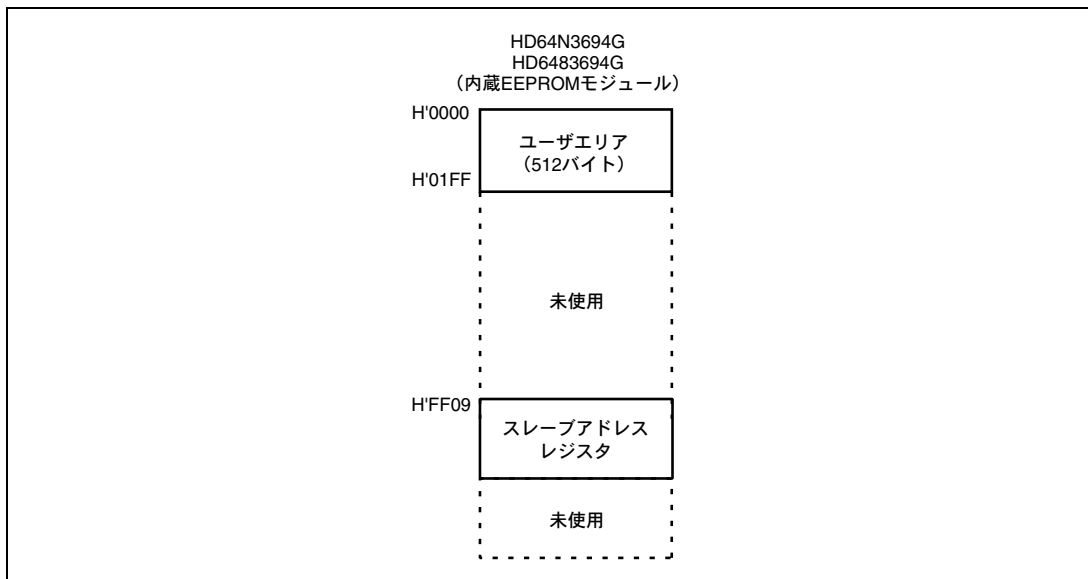 HD64N3694G
HD6483694G
（内蔵EEPROMモジュール）
H'0000
ユーザエリア
（512バイト）
H'01FF
未使用
H'FF09
スレーブアドレス
レジスタ
未使用